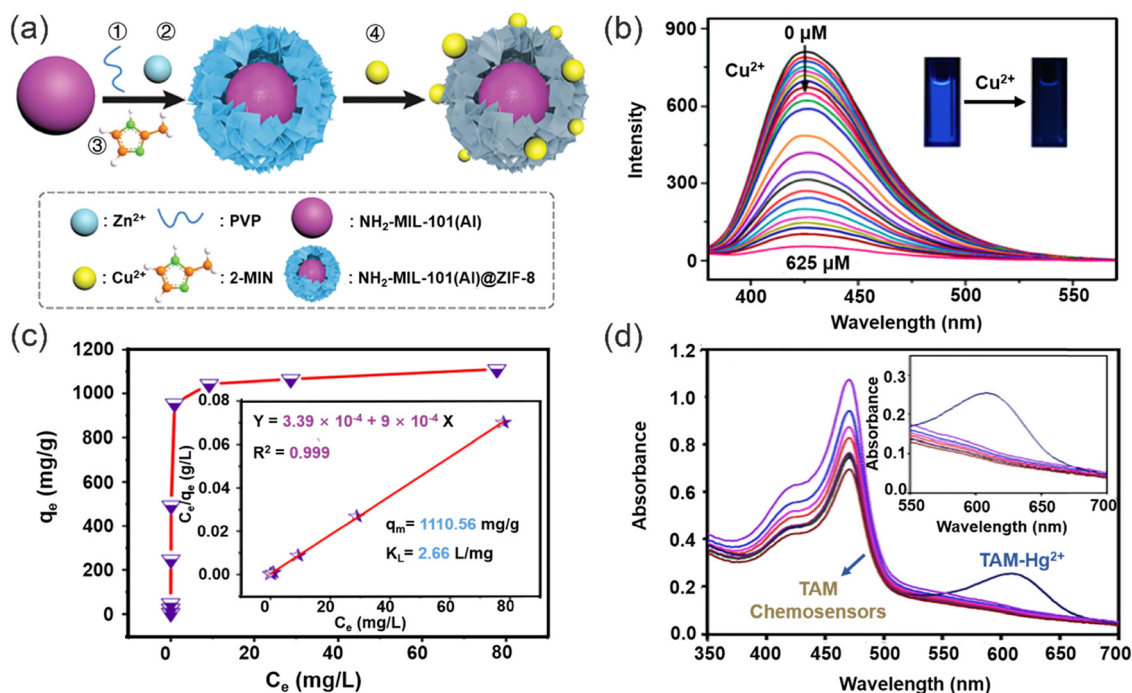 (a)
①
②
③
④
: Zn²⁺
: PVP
: NH₂-MIL-101(Al)
: Cu²⁺
: 2-MIN
: NH₂-MIL-101(Al)@ZIF-8
(b)
Intensity
900
750
600
450
300
150
0
Cu²⁺
0 μM
Cu²⁺
625 μM
400
450
500
550
Wavelength (nm)
(c)
qₑ (mg/g)
1200
1000
800
600
400
200
0
0
20
40
60
80
Cₑ (mg/L)
Cₑ/qₑ (g/L)
0.08
0.06
0.04
0.02
0.00
Y = 3.39 × 10⁻⁴ + 9 × 10⁻⁴ X
R² = 0.999
qₘ= 1110.56 mg/g
K_L= 2.66 L/mg
0
20
40
60
80
Cₑ (mg/L)
(d)
Absorbance
1.2
1.0
0.8
0.6
0.4
0.2
0.0
350
400
450
500
550
600
650
700
Wavelength (nm)
TAM
Chemosensors
TAM-Hg²⁺
Absorbance
0.3
0.2
0.1
0.0
550
600
650
700
Wavelength (nm)